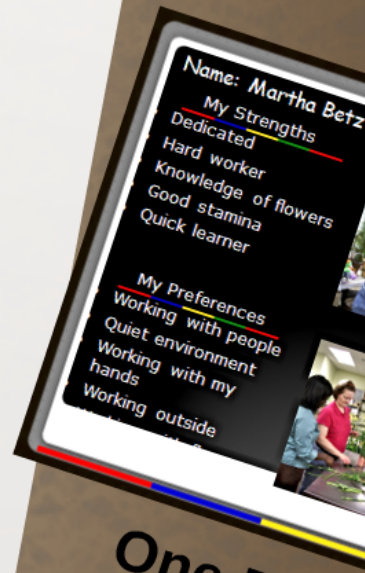 Name: Martha Betz
My Strengths
Dedicated
Hard worker
Knowledge of flowers
Good stamina
Quick learner
My Preferences
Working with people
Quiet environment
Working with my
hands
Working outside
One